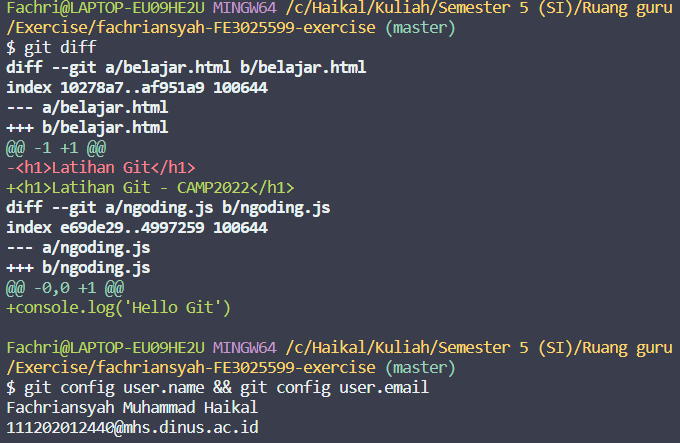 Fachri@LAPTOP-EU09HE2U MINGW64 /c/Haikal/Kuliah/Semester 5 (SI)/Ruang guru
/Exercise/fachriansyah-FE3025599-exercise (master)
$ git diff
diff --git a/belajar.html b/belajar.html
index 10278a7..af951a9 100644
--- a/belajar.html
+++ b/belajar.html
@@ -1 +1 @@
-<h1>Latihan Git</h1>
+<h1>Latihan Git - CAMP2022</h1>
diff --git a/ngoding.js b/ngoding.js
index e69de29..4997259 100644
--- a/ngoding.js
+++ b/ngoding.js
@@ -0,0 +1 @@
+console.log('Hello Git')
Fachri@LAPTOP-EU09HE2U MINGW64 /c/Haikal/Kuliah/Semester 5 (SI)/Ruang guru
/Exercise/fachriansyah-FE3025599-exercise (master)
$ git config user.name && git config user.email
Fachriansyah Muhammad Haikal
111202012440@mhs.dinus.ac.id